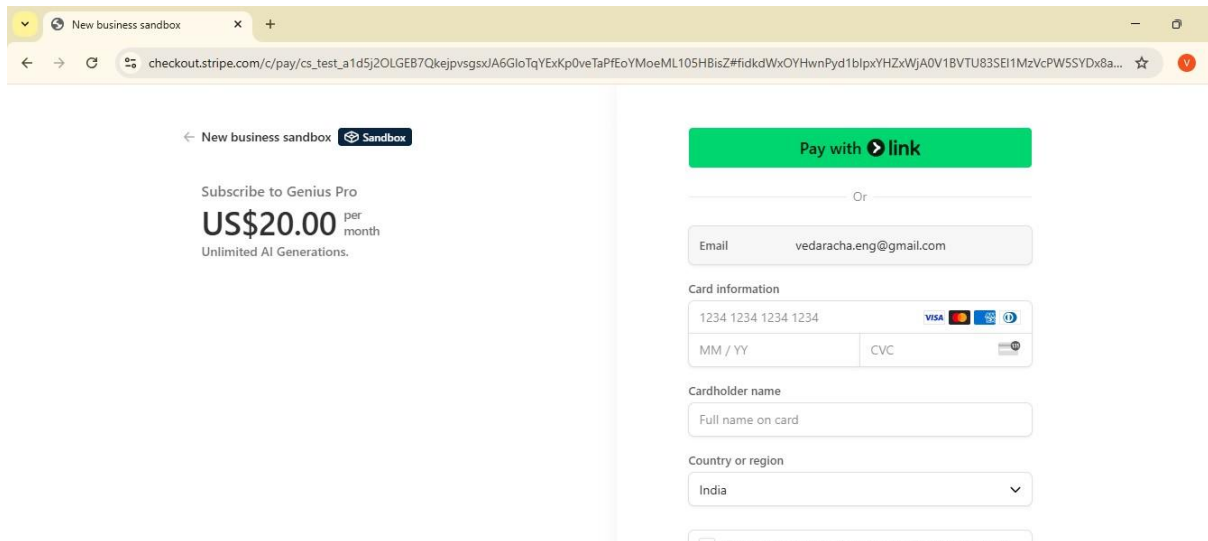 New business sandbox
checkout.stripe.com/c/pay/cs_test_a1d5j2OLGEB7QkejpvsgsxJA6GIoTqYExKp0veTaPfEoYMoeML105HBisZ#fidkdWxOYHwnPyd1blpxYHZxWjA0V1BVTU83SEI1MzVcPW5SYDx8a...
V
New business sandbox Sandbox
Subscribe to Genius Pro
US$20.00 per month
Unlimited AI Generations.
Pay with link
Or
Email vedaracha.eng@gmail.com
Card information
1234 1234 1234 1234 VISA
MM / YY CVC
Cardholder name
Full name on card
Country or region
India